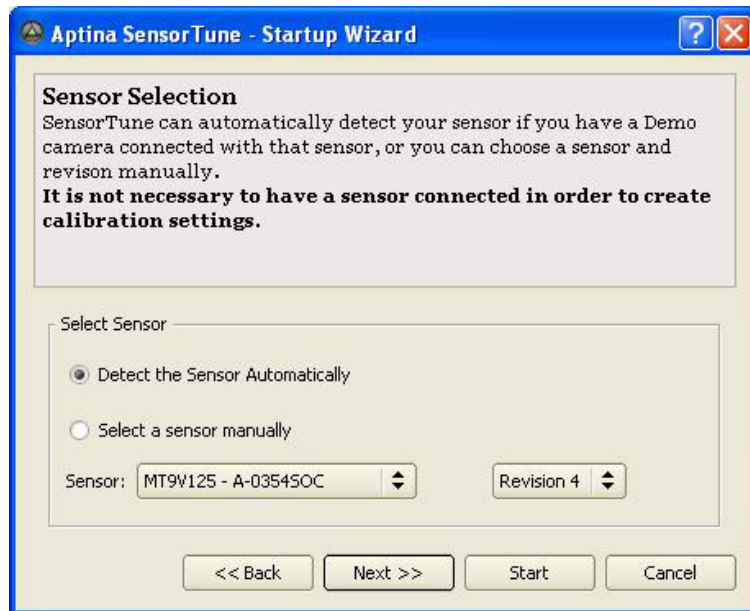 Aptina SensorTune - Startup Wizard
Sensor Selection
SensorTune can automatically detect your sensor if you have a Demo
camera connected with that sensor, or you can choose a sensor and
revison manually.
It is not necessary to have a sensor connected in order to create
calibration settings.
Select Sensor
Detect the Sensor Automatically
Select a sensor manually
Sensor: MT9V125 - A-0354SOC Revision 4
<< Back Next >> Start Cancel